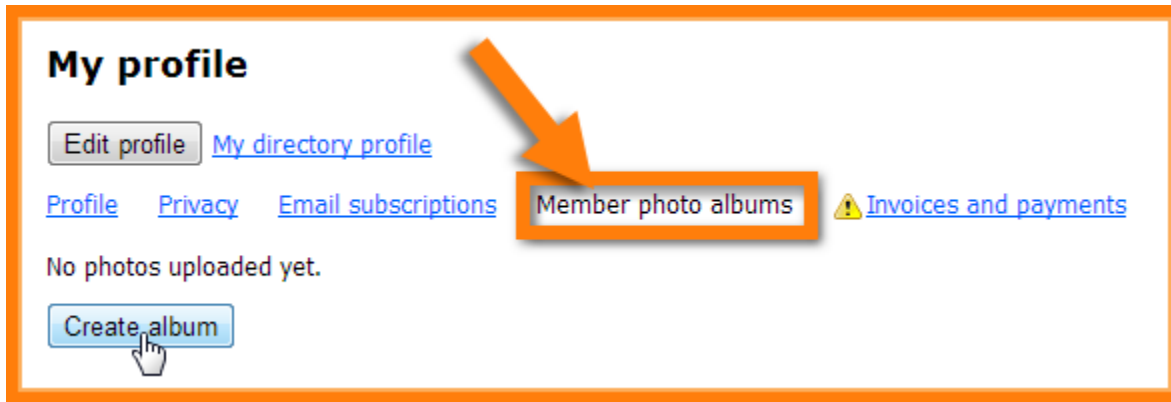 My profile
Edit profile My directory profile
Profile Privacy Email subscriptions Member photo albums Invoices and payments
No photos uploaded yet.
Create album